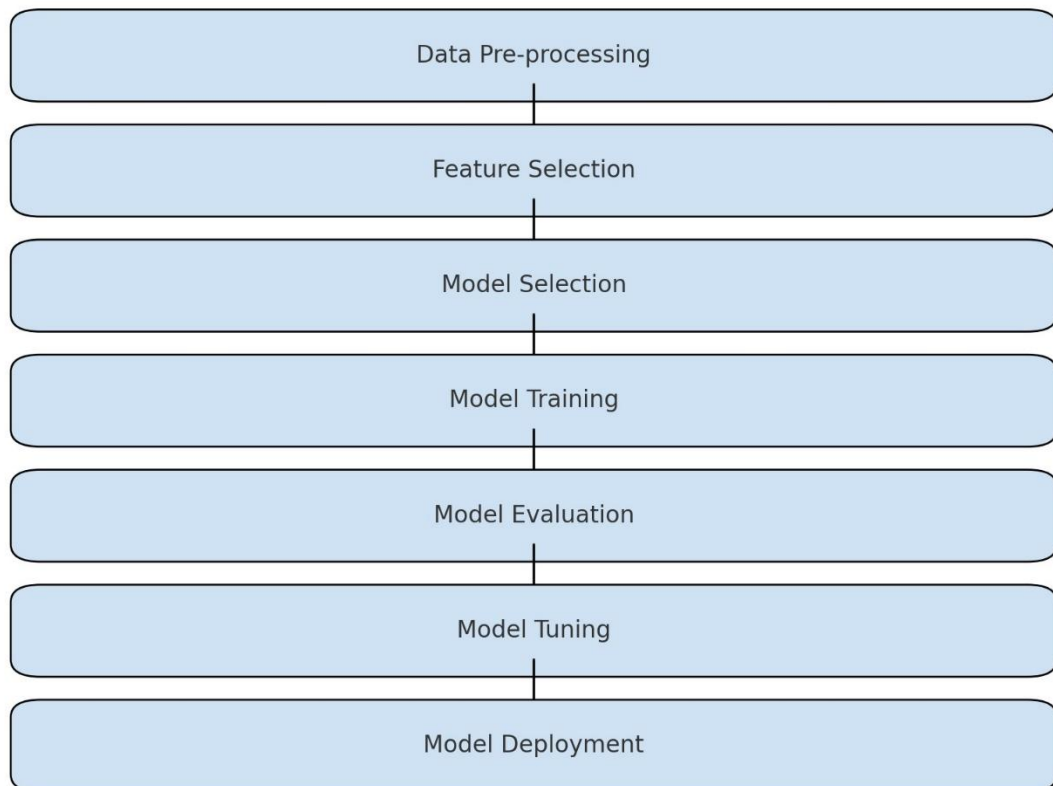 Data Pre-processing
Feature Selection
Model Selection
Model Training
Model Evaluation
Model Tuning
Model Deployment